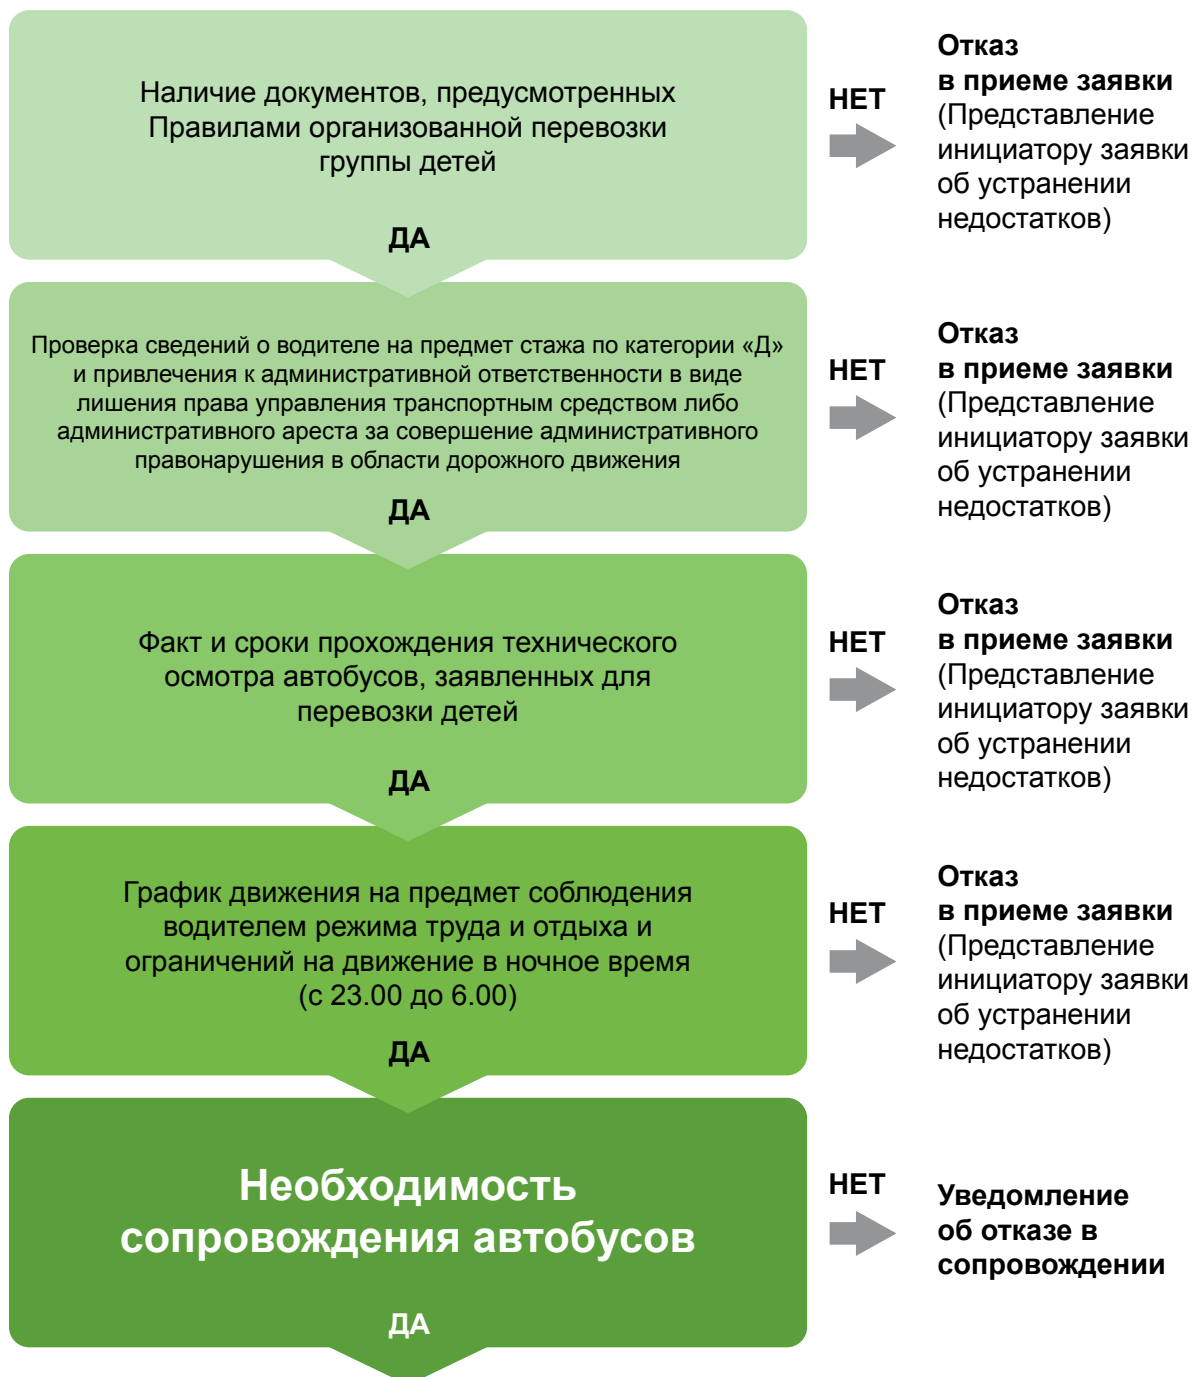 Наличие документов, предусмотренных
Правилами организованной перевозки
группы детей
ДА
НЕТ
Отказ
в приеме заявки
(Представление
инициатору заявки
об устранении
недостатков)
Проверка сведений о водителе на предмет стажа по категории «Д»
и привлечения к административной ответственности в виде
лишения права управления транспортным средством либо
административного ареста за совершение административного
правонарушения в области дорожного движения
ДА
НЕТ
Отказ
в приеме заявки
(Представление
инициатору заявки
об устранении
недостатков)
Факт и сроки прохождения технического
осмотра автобусов, заявленных для
перевозки детей
ДА
НЕТ
Отказ
в приеме заявки
(Представление
инициатору заявки
об устранении
недостатков)
График движения на предмет соблюдения
водителем режима труда и отдыха и
ограничений на движение в ночное время
(с 23.00 до 6.00)
ДА
НЕТ
Отказ
в приеме заявки
(Представление
инициатору заявки
об устранении
недостатков)
Необходимость
сопровождения автобусов
ДА
НЕТ
Уведомление
об отказе в
сопровождении